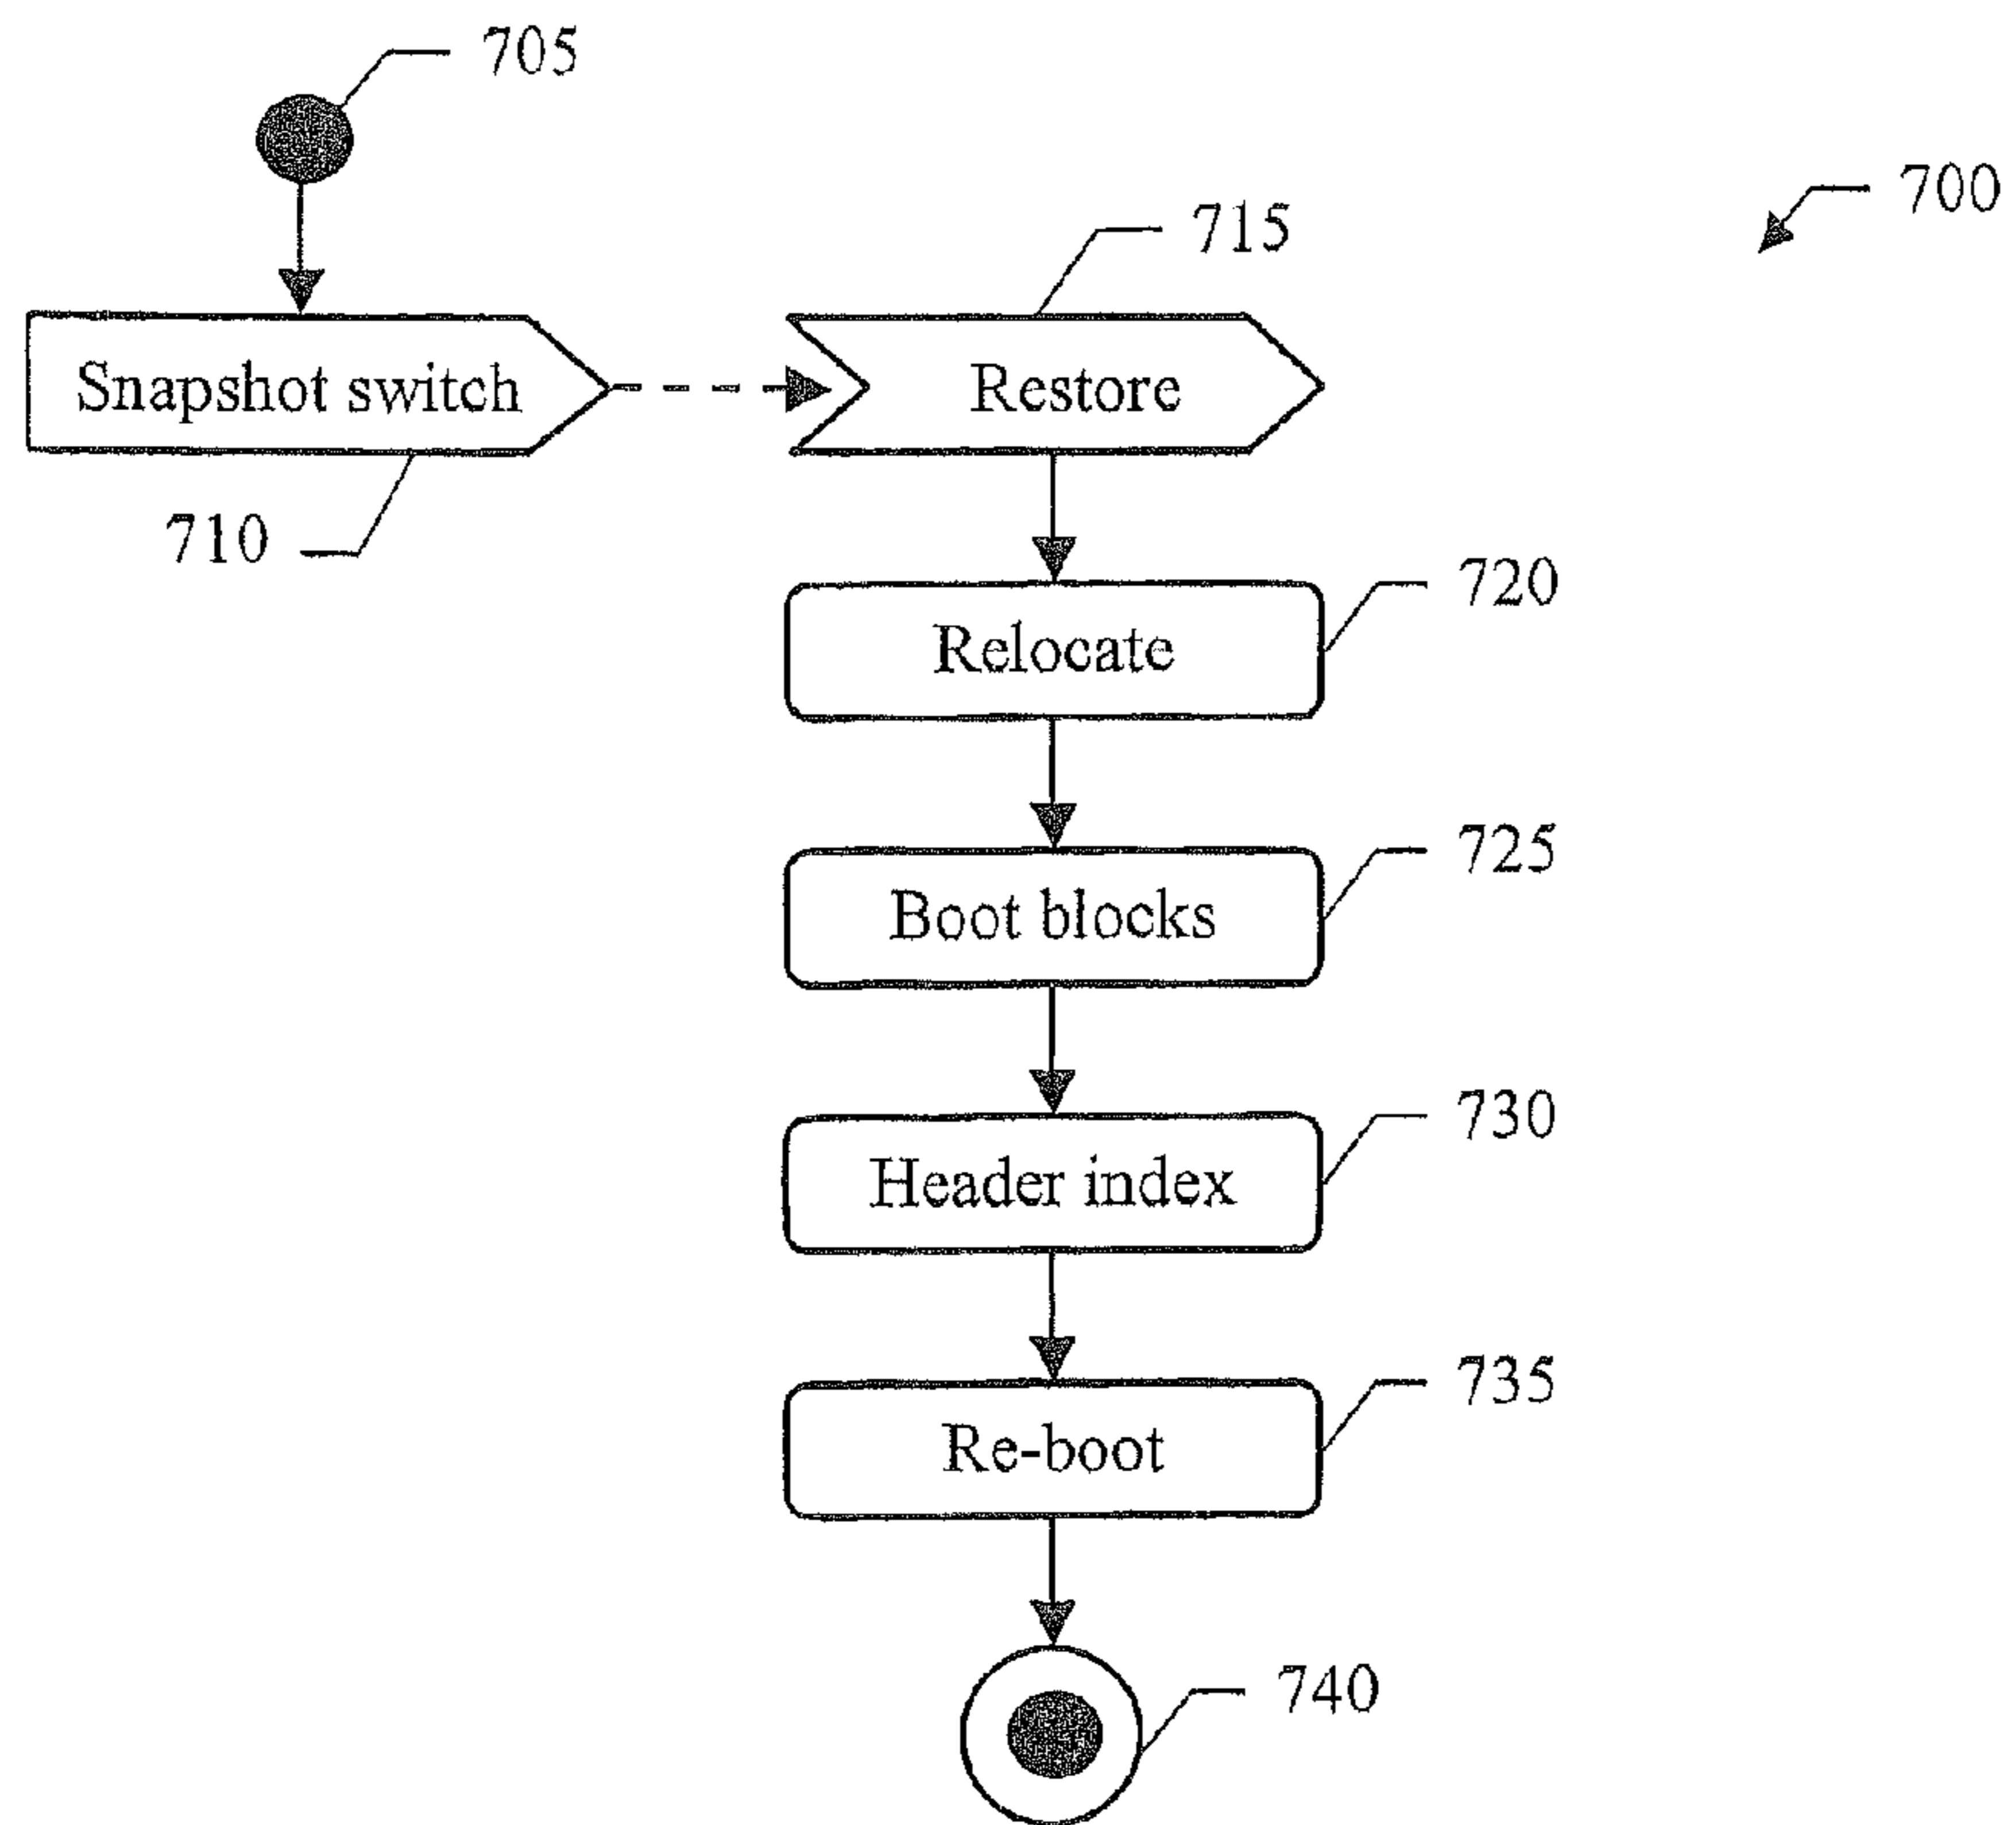 705
700
715
Snapshot switch
Restore
710
720
Relocate
725
Boot blocks
730
Header index
735
Re-boot
740